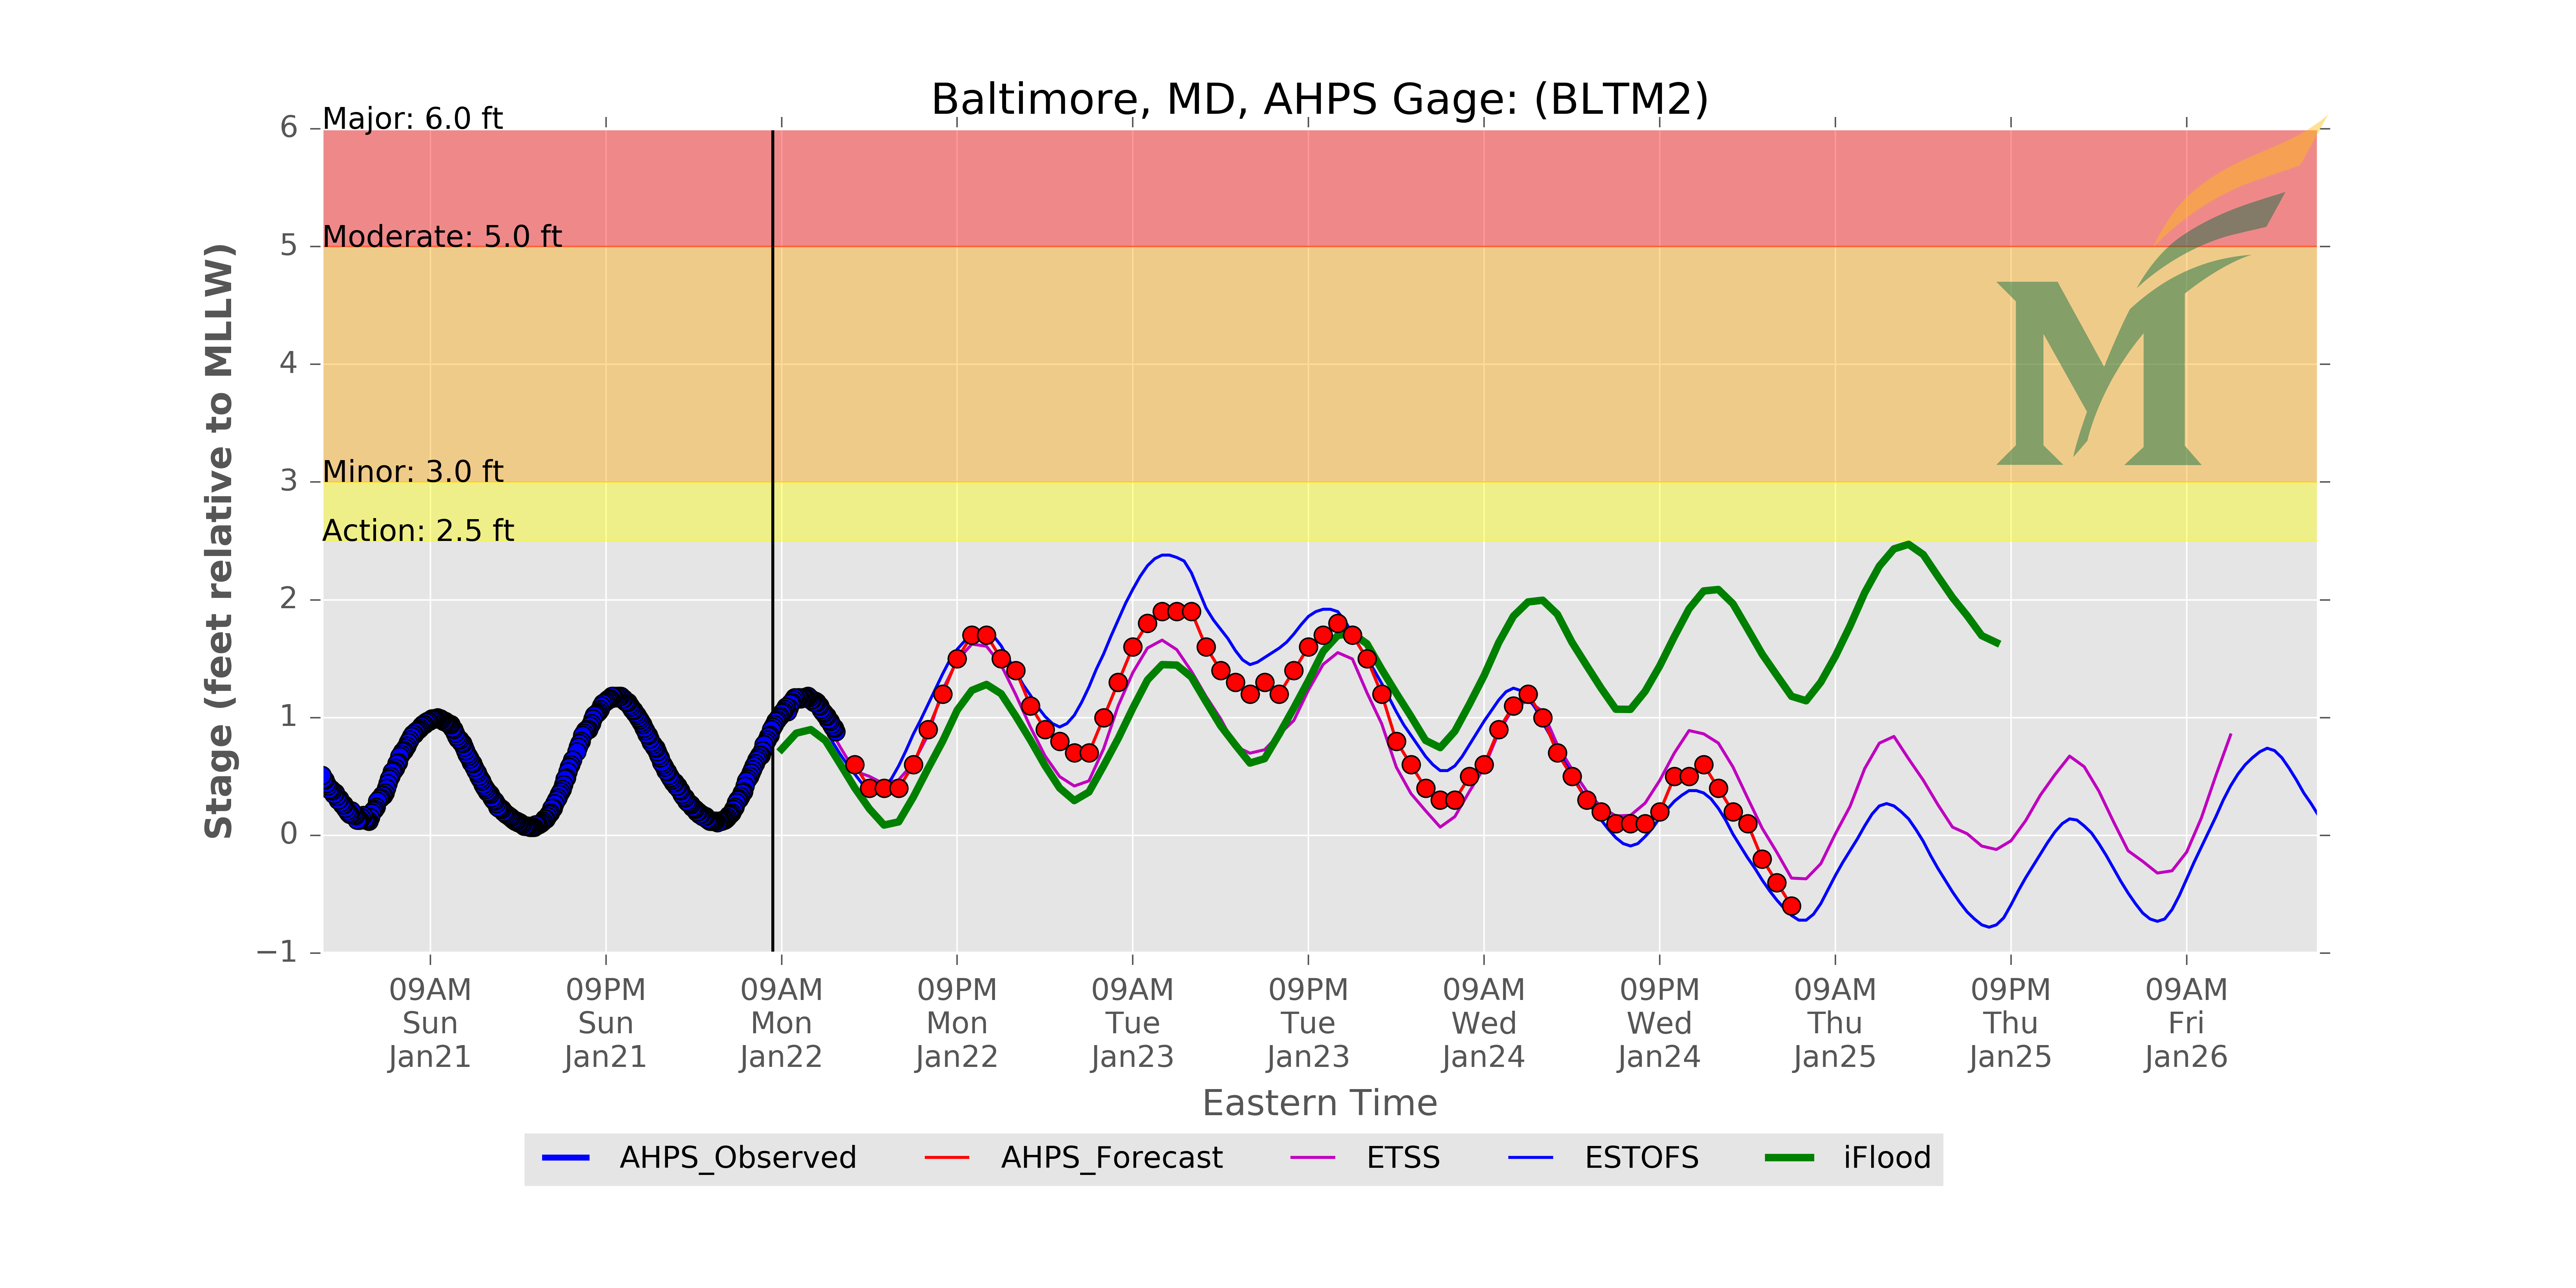 Baltimore, MD, AHPS Gage: (BLTM2)
Major: 6.0 ft
Moderate: 5.0 ft
Minor: 3.0 ft
Action: 2.5 ft
6
5
4
3
2
1
0
−1
Stage (feet relative to MLLW)
09AM 09PM 09AM 09PM 09AM 09PM 09AM 09PM 09AM 09PM 09AM
Sun Sun Mon Mon Tue Tue Wed Wed Thu Thu Fri
Jan21 Jan21 Jan22 Jan22 Jan23 Jan23 Jan24 Jan24 Jan25 Jan25 Jan26
Eastern Time
AHPS_Observed AHPS_Forecast ETSS ESTOFS iFlood
M